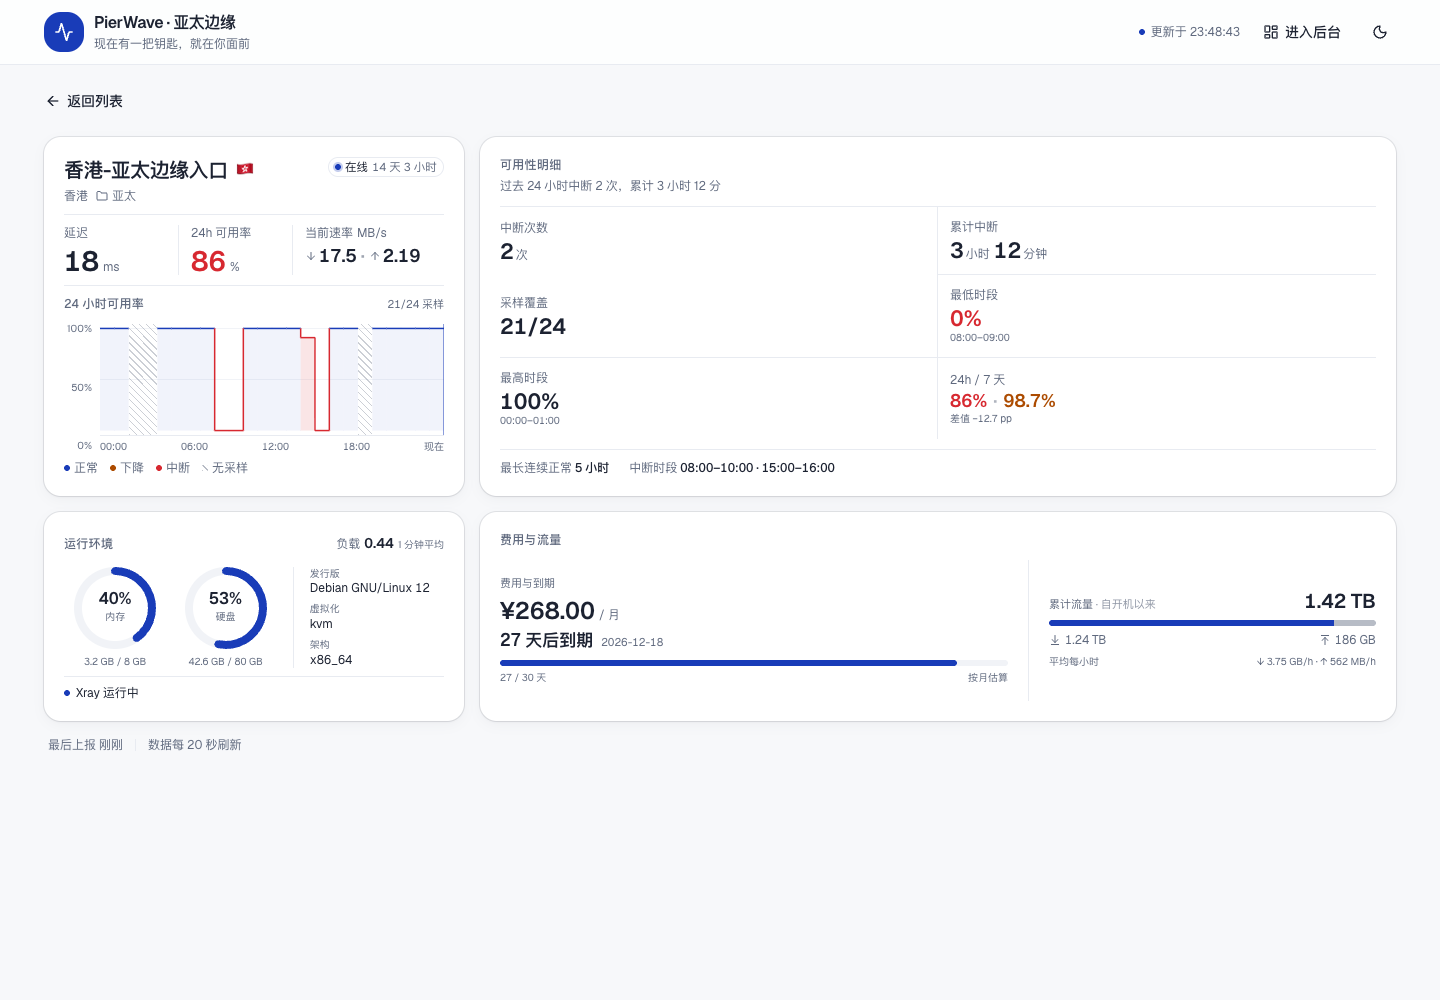 PierWave · 亚太边缘
现在有一把钥匙，就在你面前
更新于 23:48:43
进入后台
返回列表
香港-亚太边缘入口
在线 14 天 3 小时
香港 亚太
延迟
18 ms
24h 可用率
86 %
当前速率 MB/s
↓ 17.5 · ↑ 2.19
24 小时可用率
21/24 采样
100%
50%
0%
00:00 06:00 12:00 18:00 现在
正常 下降 中断 无采样
可用性明细
过去 24 小时中断 2 次，累计 3 小时 12 分
中断次数
2 次
累计中断
3 小时 12 分钟
采样覆盖
21/24
最低时段
0%
08:00–09:00
最高时段
100%
00:00–01:00
24h / 7 天
86% · 98.7%
差值 −12.7 pp
最长连续正常 5 小时
中断时段 08:00–10:00 · 15:00–16:00
运行环境
负载 0.44 1 分钟平均
40%
内存
3.2 GB / 8 GB
53%
硬盘
42.6 GB / 80 GB
发行版
Debian GNU/Linux 12
虚拟化
kvm
架构
x86_64
Xray 运行中
费用与流量
费用与到期
¥268.00 / 月
27 天后到期 2026-12-18
27 / 30 天
按月估算
累计流量 · 自开机以来
1.42 TB
1.24 TB
186 GB
平均每小时
↓ 3.75 GB/h · ↑ 562 MB/h
最后上报 刚刚
数据每 20 秒刷新